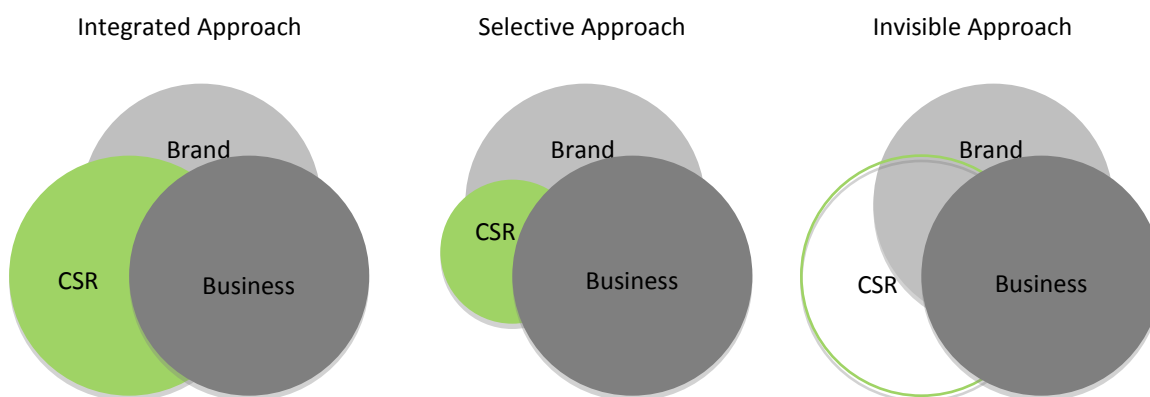 Integrated Approach
Brand
CSR
Business
Selective Approach
Brand
CSR
Business
Invisible Approach
Brand
CSR
Business